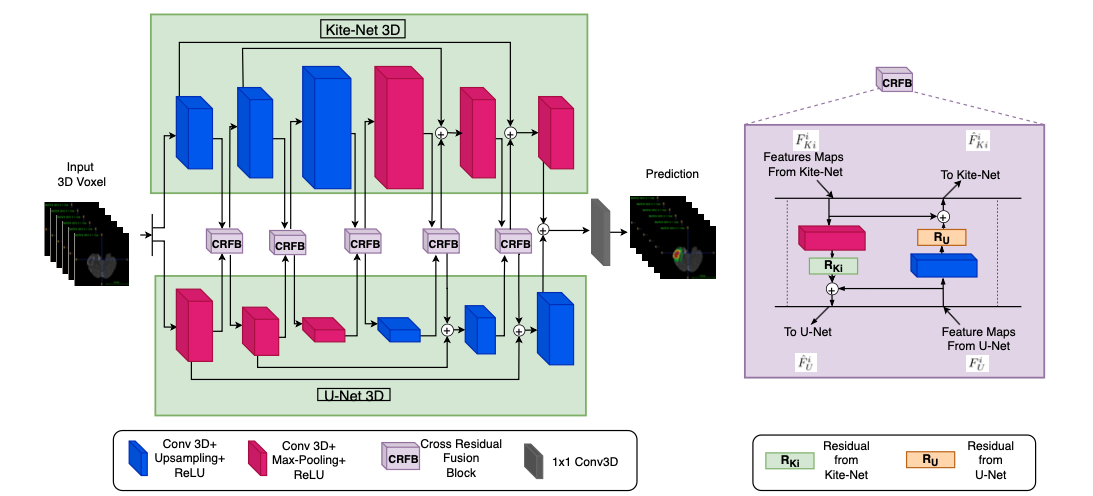 Kite-Net 3D
Input
3D Voxel
CRFB
CRFB
CRFB
CRFB
CRFB
Prediction
U-Net 3D
Conv 3D+
Upsampling+
ReLU
Conv 3D+
Max-Pooling+
ReLU
CRFB
Cross Residual
Fusion
Block
1x1 Conv3D
CRFB
F^i_{Ki}
F̂^i_{Ki}
Features Maps
From Kite-Net
To Kite-Net
R_{Ki}
R_U
To U-Net
Feature Maps
From U-Net
F̂^i_U
F^i_U
R_{Ki}
Residual
from
Kite-Net
R_U
Residual
from
U-Net